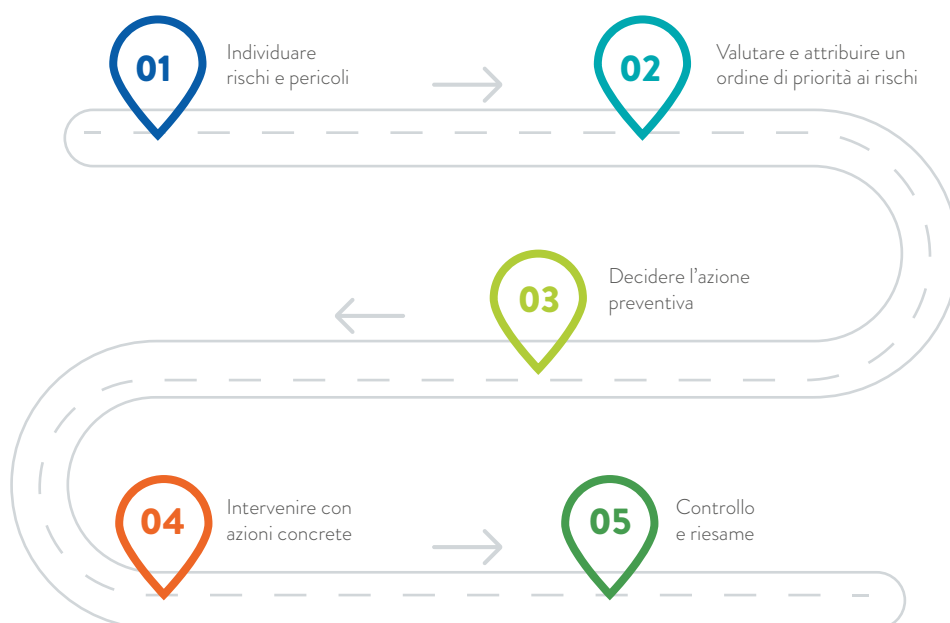 01
Individuare
rischi e pericoli
02
Valutare e attribuire un
ordine di priorità ai rischi
03
Decidere l’azione
preventiva
04
Intervenire con
azioni concrete
05
Controllo
e riesame